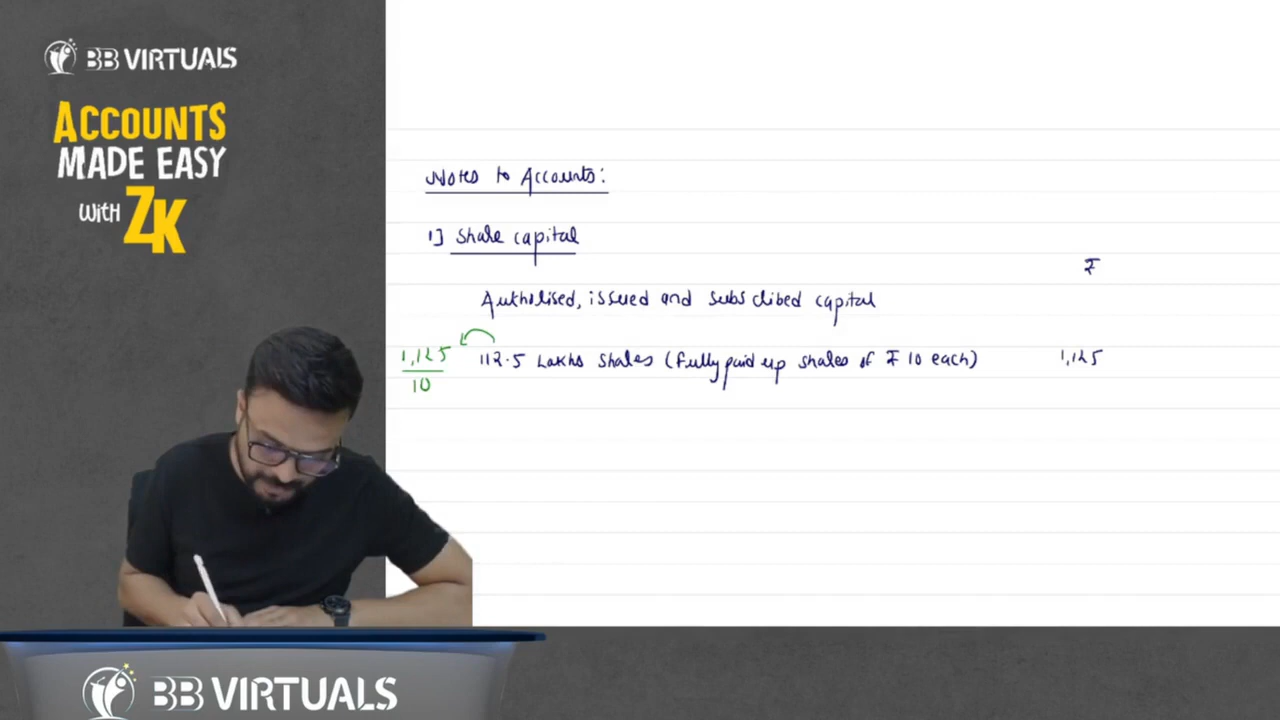 BB VIRTUALS
ACCOUNTS
MADE EASY
WITH ZK
Notes to Accounts:
1] Share capital
₹
Authorised, issued and subscribed capital
1,125
10
112.5 Lakhs shares (fully paid up shares of ₹ 10 each) 1,125
BB VIRTUALS